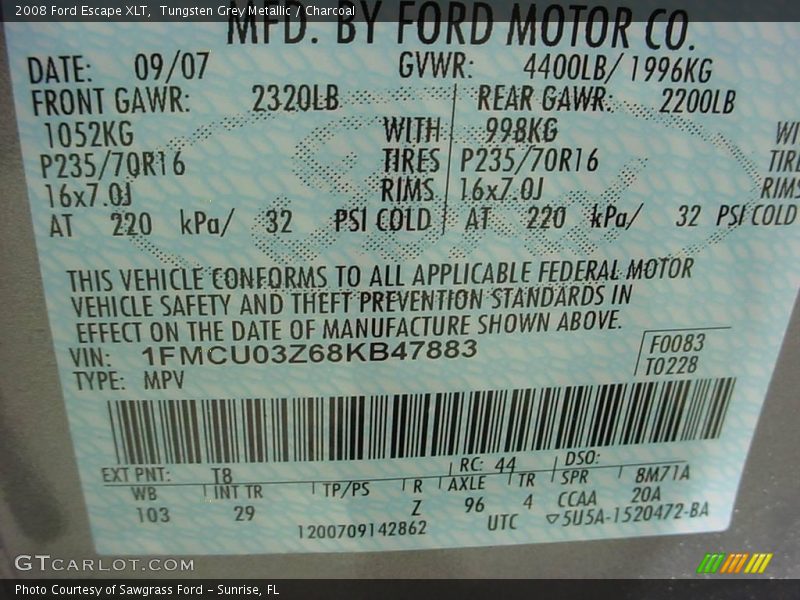 2008 Ford Escape XLT, Tungsten Grey Metallic / Charcoal
MFD. BY FORD MOTOR CO.
DATE: 09/07 GVWR: 4400LB/ 1996KG
FRONT GAWR: 2320LB REAR GAWR: 2200LB
1052KG WITH 998KG WI
P235/70R16 TIRES P235/70R16 TIRE
16x7.0J RIMS 16x7.0J RIMS
AT 220 kPa/ 32 PSI COLD AT 220 kPa/ 32 PSI COLD
THIS VEHICLE CONFORMS TO ALL APPLICABLE FEDERAL MOTOR
VEHICLE SAFETY AND THEFT PREVENTION STANDARDS IN
EFFECT ON THE DATE OF MANUFACTURE SHOWN ABOVE.
VIN: 1FMCU03Z68KB47883 F0083
TYPE: MPV T0228
EXT PNT: T8 RC: 44 DSO:
WB INT TR TP/PS R AXLE TR SPR 8M71A
103 29 Z 96 4 CCAA 20A
1200709142862 UTC ▽5U5A-1520472-BA
GTCARLOT.COM
Photo Courtesy of Sawgrass Ford - Sunrise, FL